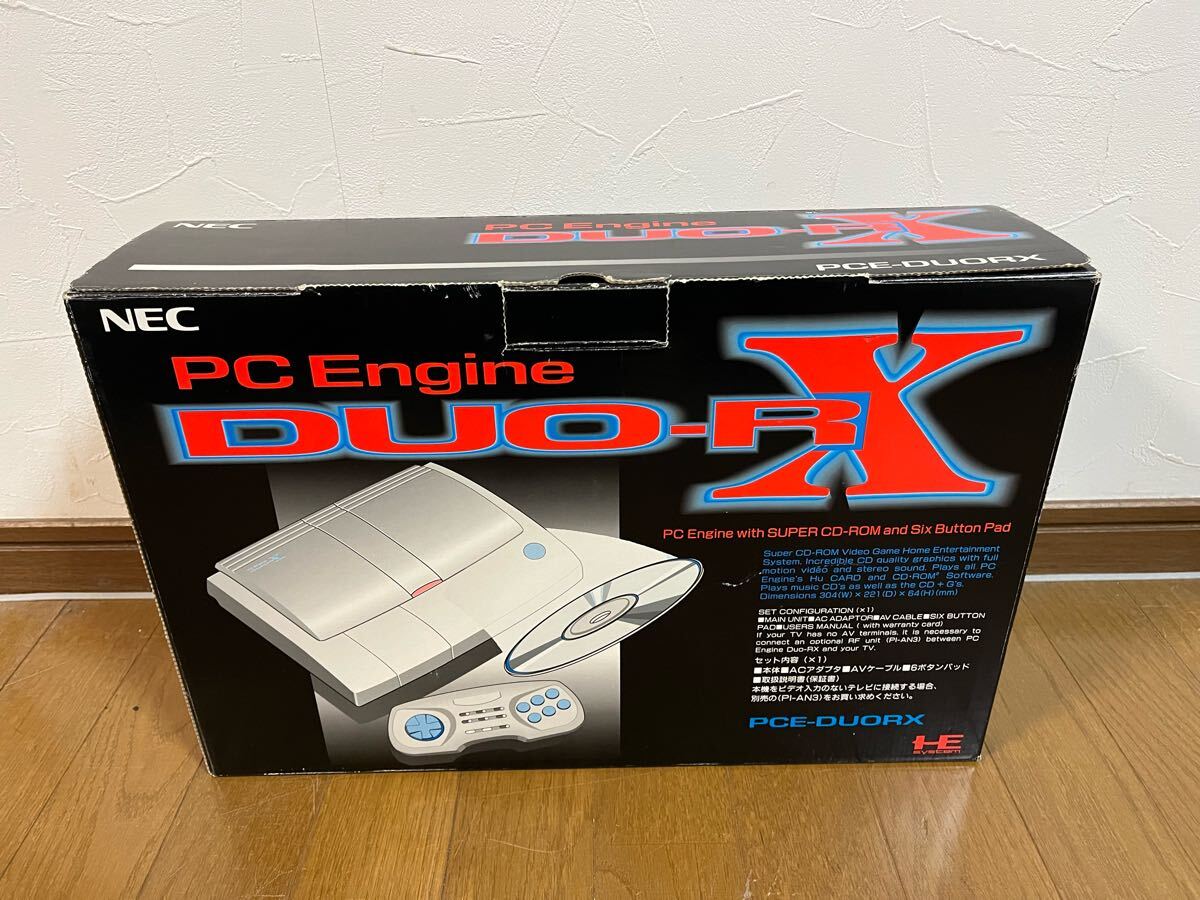 NEC
PC Engine
DUO-RX
PCE-DUORX
NEC
PC Engine
DUO-RX
PC Engine with SUPER CD-ROM and Six Button Pad
Super CD-ROM Video Game Home Entertainment
System. Incredible CD quality graphics with full
motion video and stereo sound. Plays all PC
Engine's Hu CARD and CD-ROM² Software.
Plays music CD's as well as the CD + G's.
Dimensions 304(W) × 221(D) × 64(H)(mm)
SET CONFIGURATION (×1)
■MAIN UNIT■AC ADAPTOR■AV CABLE■SIX BUTTON
PAD■USERS MANUAL ( with warranty card)
If your TV has no AV terminals, it is necessary to
connect an optional RF unit (PI-AN3) between PC
Engine Duo-RX and your TV.
セット内容 (×1)
■本体■ACアダプタ■AVケーブル■6ボタンパッド
■取扱説明書(保証書)
本機をビデオ入力のないテレビに接続する場合、
別売の(PI-AN3)をお買い求めください。
PCE-DUORX
HE
system